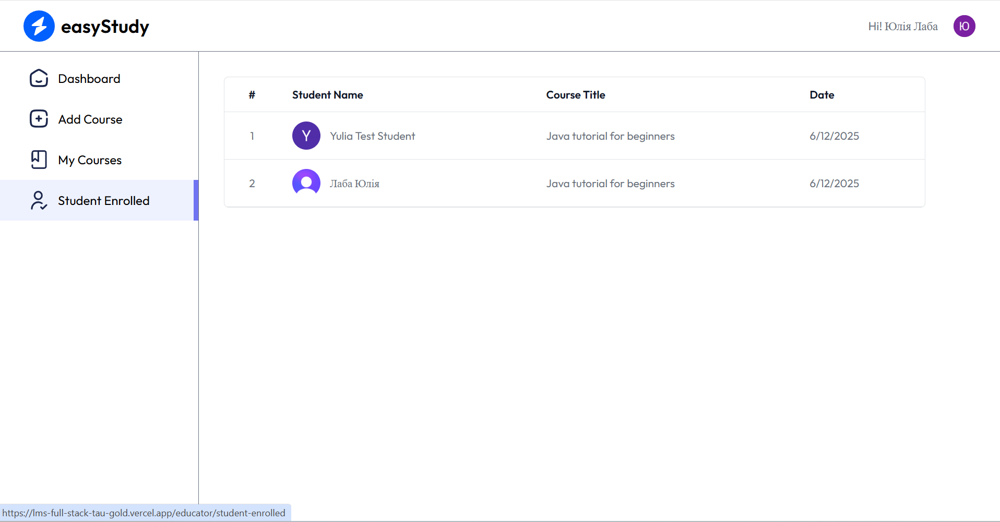 easyStudy
Hi! Юлія Лаба
Ю
Dashboard
Add Course
My Courses
Student Enrolled
# Student Name Course Title Date
1 Y Yulia Test Student Java tutorial for beginners 6/12/2025
2 Лаба Юлія Java tutorial for beginners 6/12/2025
https://lms-full-stack-tau-gold.vercel.app/educator/student-enrolled